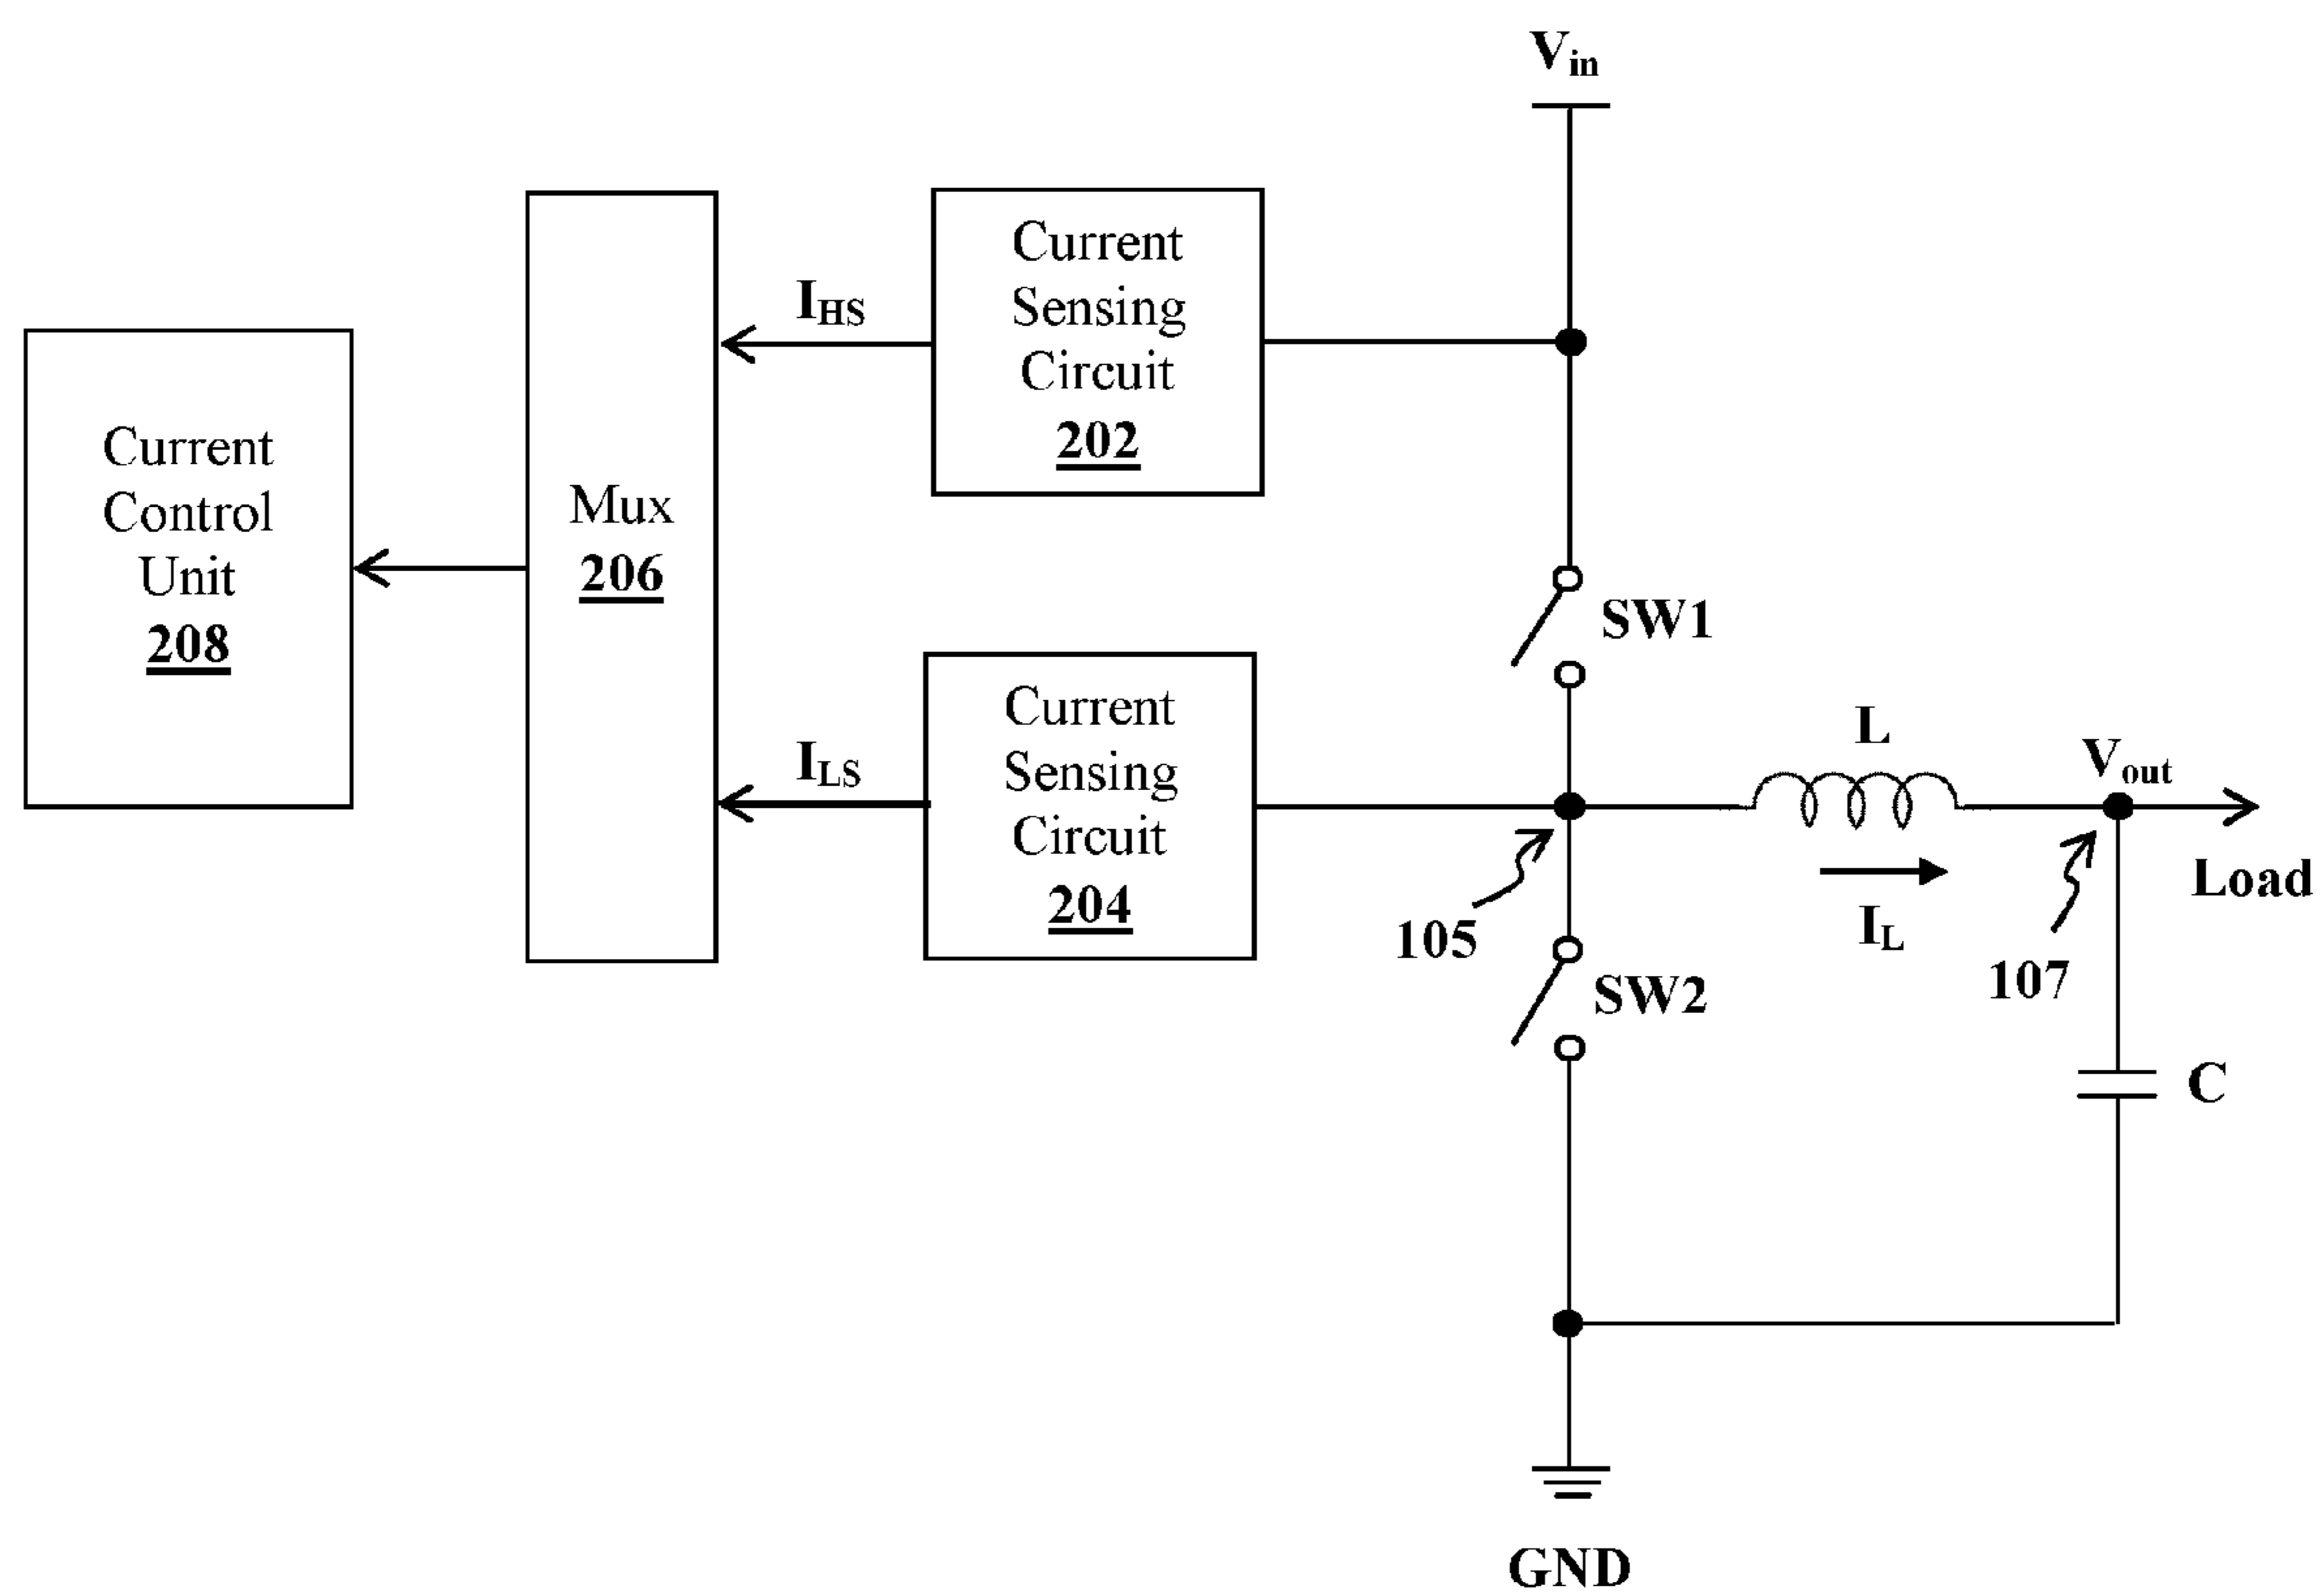 Vin
Current
Sensing
Circuit
202
IHS
Current
Control
Unit
208
Mux
206
SW1
Current
Sensing
Circuit
204
ILS
L
Vout
Load
105
IL
107
SW2
C
GND